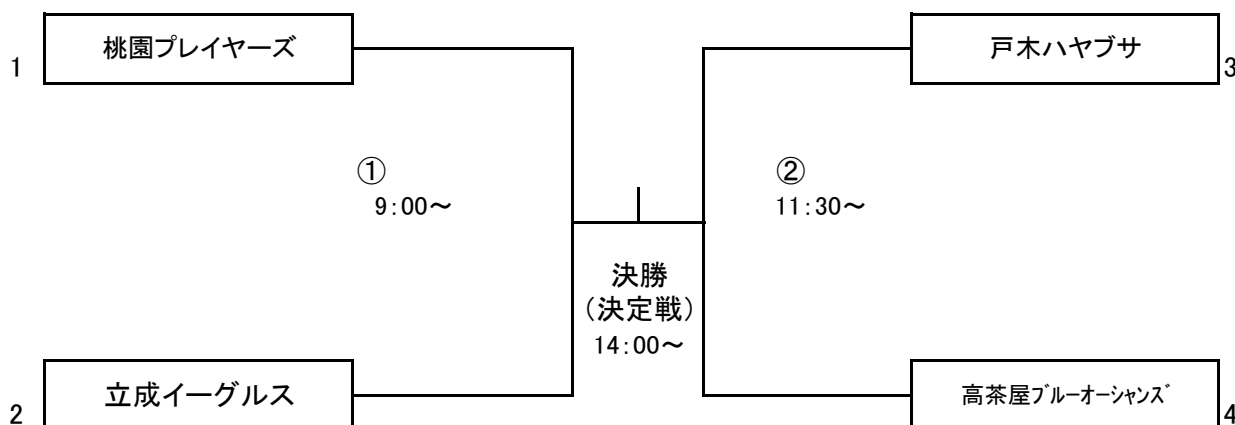 1
桃園プレイヤーズ
戸木ハヤブサ
3
①
9:00～
②
11:30～
決勝
(決定戦)
14:00～
2
立成イーグルス
高茶屋ﾌﾞﾙｰｵｰｼｬﾝｽﾞ
4